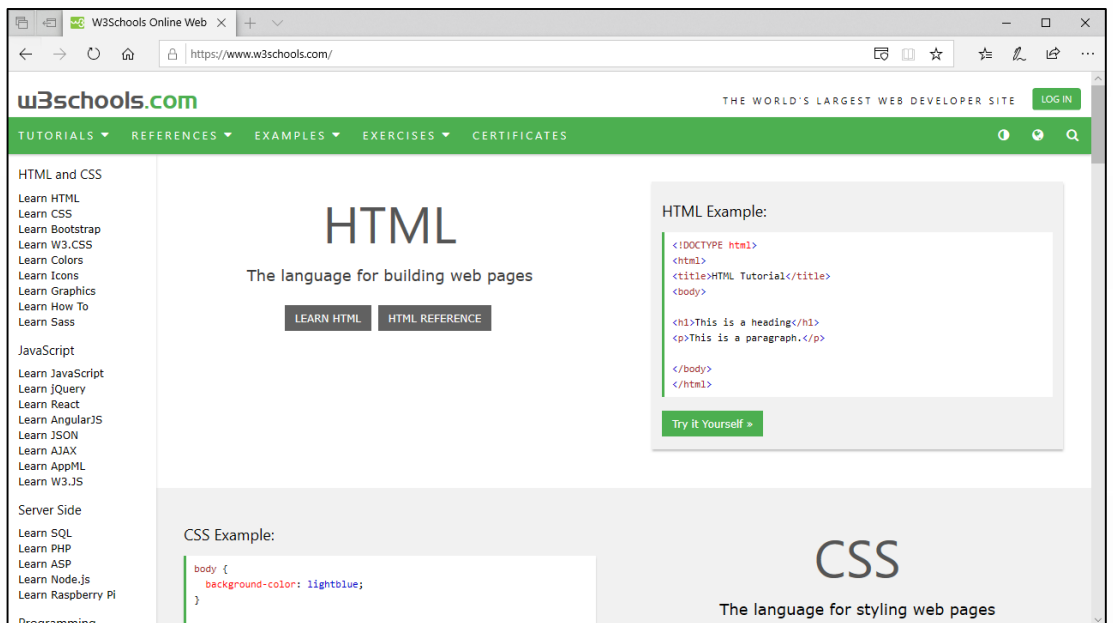 W3Schools Online Web
https://www.w3schools.com/
w3schools.com
THE WORLD'S LARGEST WEB DEVELOPER SITE
LOG IN
TUTORIALS REFERENCES EXAMPLES EXERCISES CERTIFICATES
HTML and CSS
Learn HTML
Learn CSS
Learn Bootstrap
Learn W3.CSS
Learn Colors
Learn Icons
Learn Graphics
Learn How To
Learn Sass
JavaScript
Learn JavaScript
Learn jQuery
Learn React
Learn AngularJS
Learn JSON
Learn AJAX
Learn AppML
Learn W3.JS
Server Side
Learn SQL
Learn PHP
Learn ASP
Learn Node.js
Learn Raspberry Pi
Programming
HTML
The language for building web pages
LEARN HTML HTML REFERENCE
HTML Example:
<!DOCTYPE html>
<html>
<title>HTML Tutorial</title>
<body>
<h1>This is a heading</h1>
<p>This is a paragraph.</p>
</body>
</html>
Try it Yourself »
CSS Example:
body {
background-color: lightblue;
}
CSS
The language for styling web pages